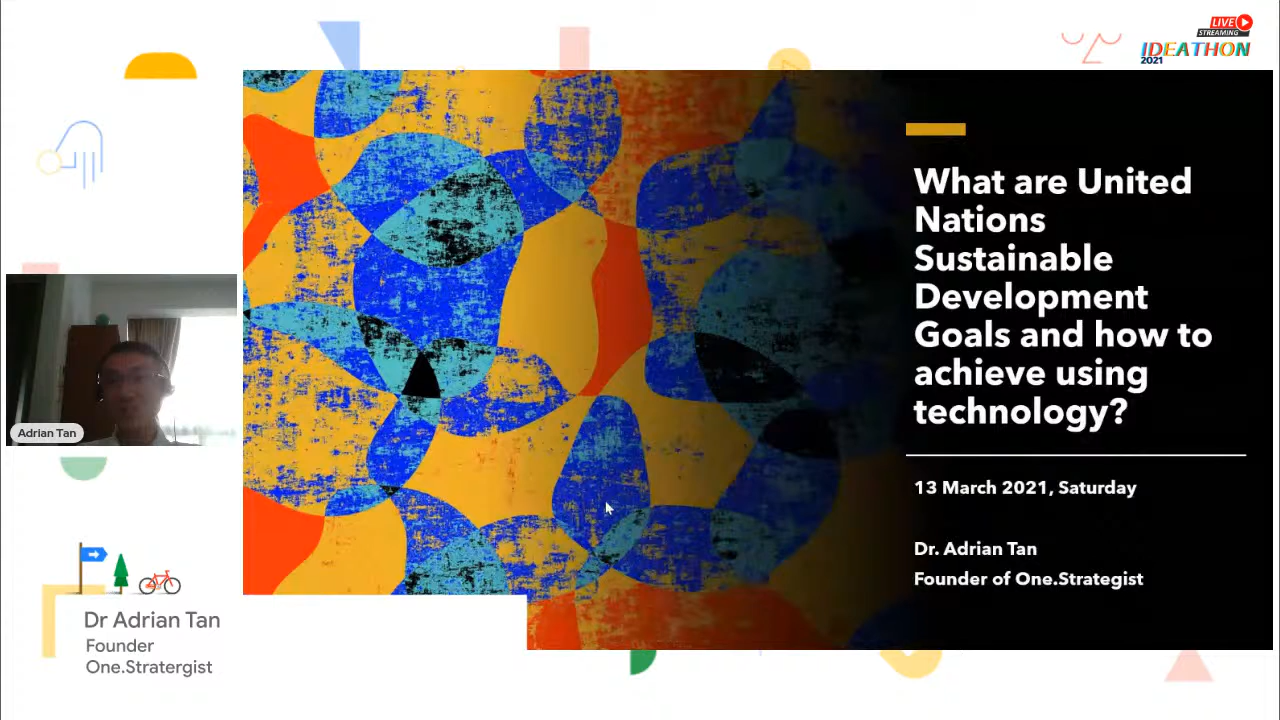 LIVE
STREAMING
IDEATHON
2021
What are United
Nations
Sustainable
Development
Goals and how to
achieve using
technology?
13 March 2021, Saturday
Dr. Adrian Tan
Founder of One.Strategist
Adrian Tan
Dr Adrian Tan
Founder
One.Stratergist